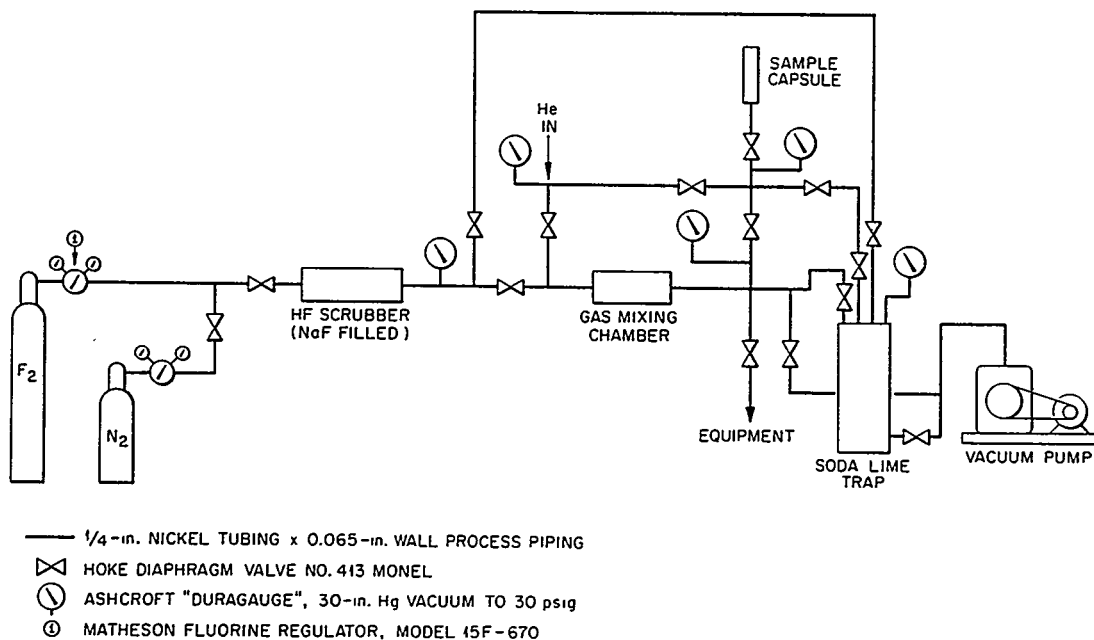 SAMPLE
CAPSULE
He
IN
1
F2
N2
HF SCRUBBER
(NaF FILLED)
GAS MIXING
CHAMBER
EQUIPMENT
SODA LIME
TRAP
VACUUM PUMP
1/4-in. NICKEL TUBING x 0.065-in. WALL PROCESS PIPING
HOKE DIAPHRAGM VALVE NO. 413 MONEL
ASHCROFT "DURAGAUGE", 30-in. Hg VACUUM TO 30 psig
1 MATHESON FLUORINE REGULATOR, MODEL 15F-670